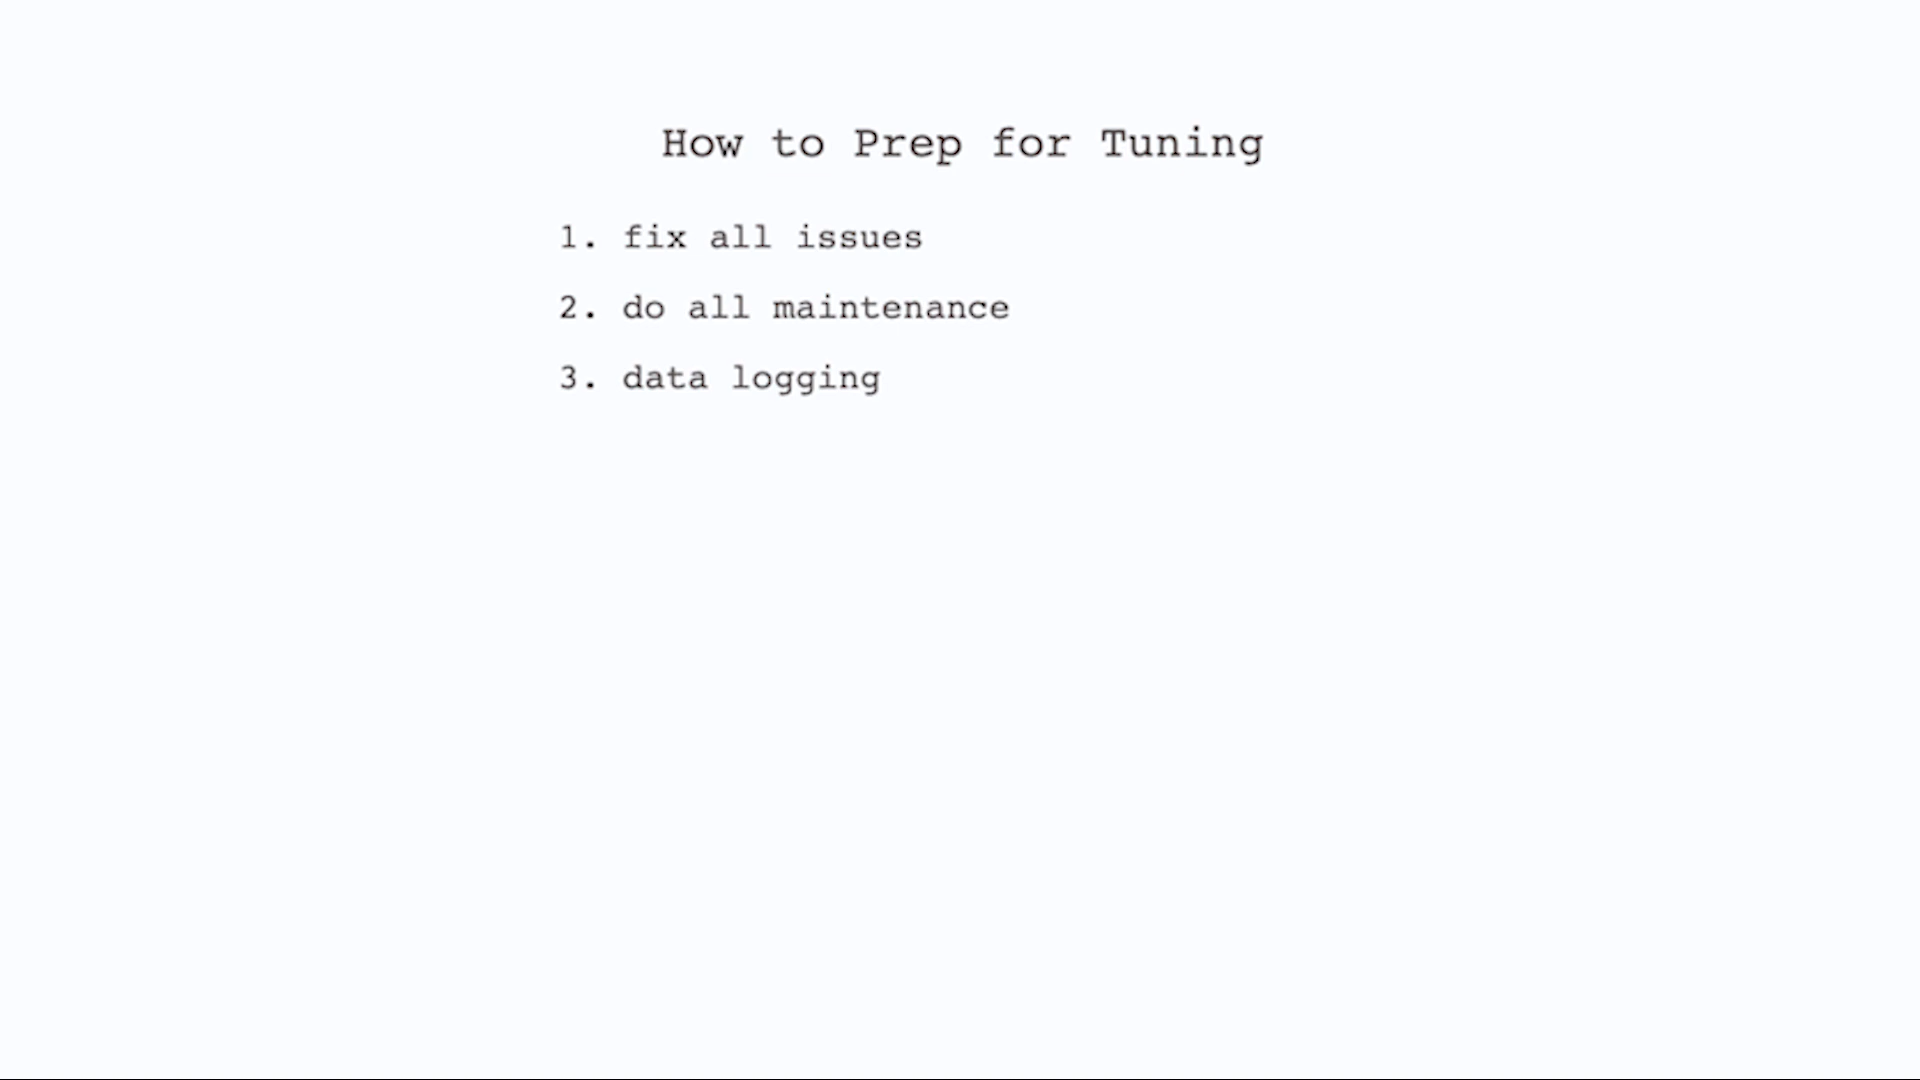 How to Prep for Tuning
1. fix all issues
2. do all maintenance
3. data logging